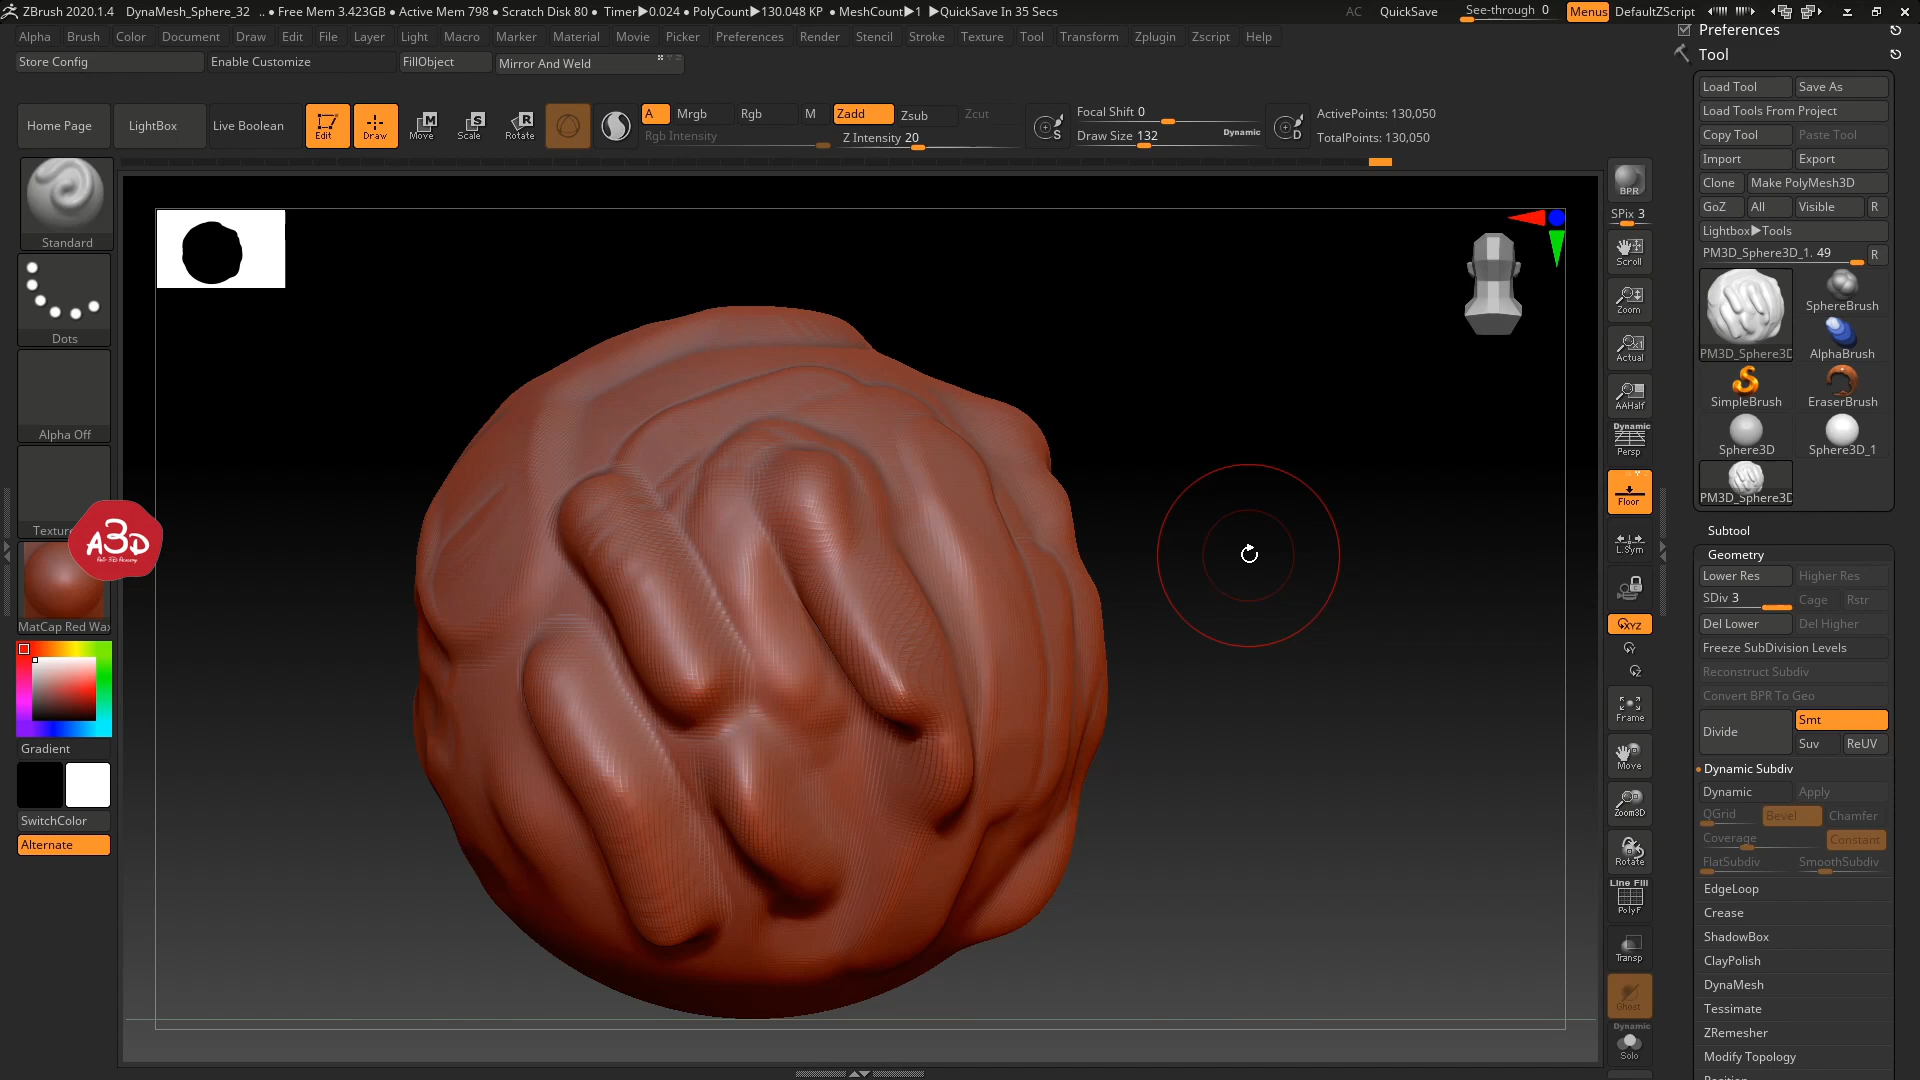 ZBrush 2020.1.4 DynaMesh_Sphere_32 .. • Free Mem 3.423GB • Active Mem 798 • Scratch Disk 80 • Timer▶0.024 • PolyCount▶130.048 KP • MeshCount▶1 ▶QuickSave In 35 Secs AC QuickSave See-through 0 Menus DefaultZScript
Alpha Brush Color Document Draw Edit File Layer Light Macro Marker Material Movie Picker Preferences Render Stencil Stroke Texture Tool Transform Zplugin Zscript Help
Store Config Enable Customize FillObject Mirror And Weld
Home Page LightBox Live Boolean Edit Draw Move Scale Rotate
A Mrgb Rgb M Zadd Zsub Zcut
Rgb Intensity Z Intensity 20
Focal Shift 0
Draw Size 132 Dynamic
ActivePoints: 130,050
TotalPoints: 130,050
Standard
Dots
Alpha Off
Texture
A3D
MatCap Red Wax
Gradient
SwitchColor
Alternate
BPR
SPix 3
Scroll
Zoom
Actual
AAHalf
Dynamic
Persp
Floor
L.Sym
XYZ
Y
Z
Frame
Move
Zoom3D
Rotate
Line Fill
PolyF
Transp
Ghost
Dynamic
Solo
Preferences
Tool
Load Tool Save As
Load Tools From Project
Copy Tool Paste Tool
Import Export
Clone Make PolyMesh3D
GoZ All Visible R
Lightbox▶Tools
PM3D_Sphere3D_1. 49 R
SphereBrush
PM3D_Sphere3D AlphaBrush
SimpleBrush EraserBrush
Sphere3D Sphere3D_1
PM3D_Sphere3D
Subtool
Geometry
Lower Res Higher Res
SDiv 3 Cage Rstr
Del Lower Del Higher
Freeze SubDivision Levels
Reconstruct Subdiv
Convert BPR To Geo
Divide Smt
Suv ReUV
Dynamic Subdiv
Dynamic Apply
QGrid Bevel Chamfer
Coverage Constant
FlatSubdiv SmoothSubdiv
EdgeLoop
Crease
ShadowBox
ClayPolish
DynaMesh
Tessimate
ZRemesher
Modify Topology